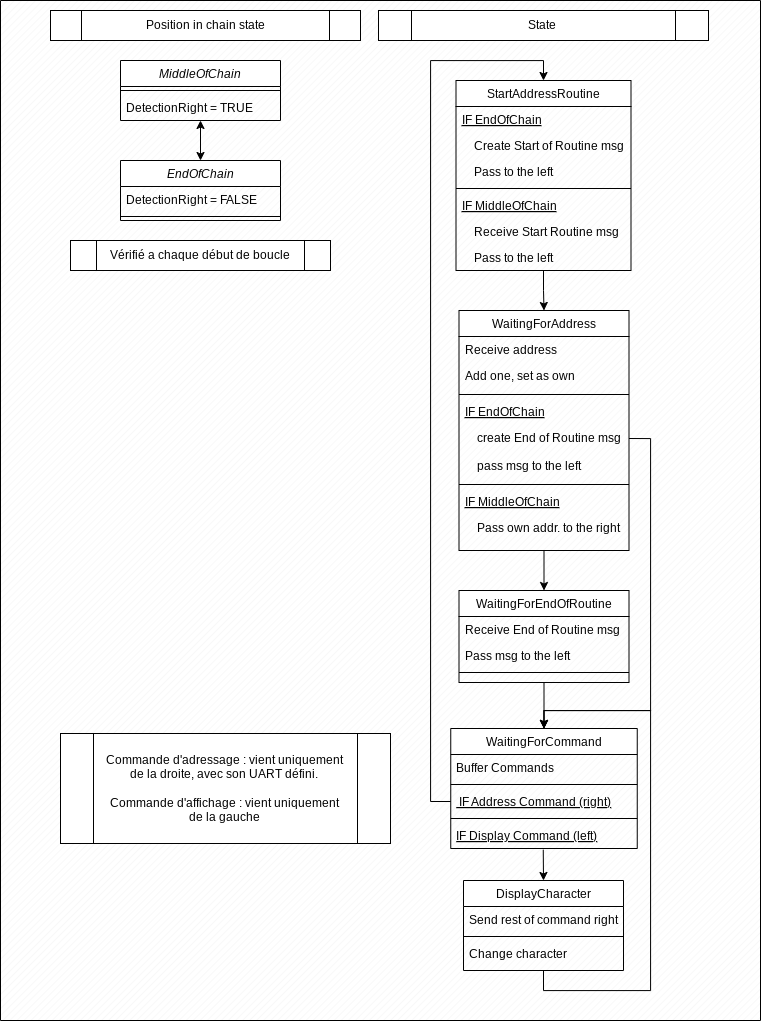 Position in chain state
State
MiddleOfChain
DetectionRight = TRUE
EndOfChain
DetectionRight = FALSE
Vérifié a chaque début de boucle
StartAddressRoutine
IF EndOfChain
Create Start of Routine msg
Pass to the left
IF MiddleOfChain
Receive Start Routine msg
Pass to the left
WaitingForAddress
Receive address
Add one, set as own
IF EndOfChain
create End of Routine msg
pass msg to the left
IF MiddleOfChain
Pass own addr. to the right
WaitingForEndOfRoutine
Receive End of Routine msg
Pass msg to the left
Commande d'adressage : vient uniquement
de la droite, avec son UART défini.
Commande d'affichage : vient uniquement
de la gauche
WaitingForCommand
Buffer Commands
IF Address Command (right)
IF Display Command (left)
DisplayCharacter
Send rest of command right
Change character